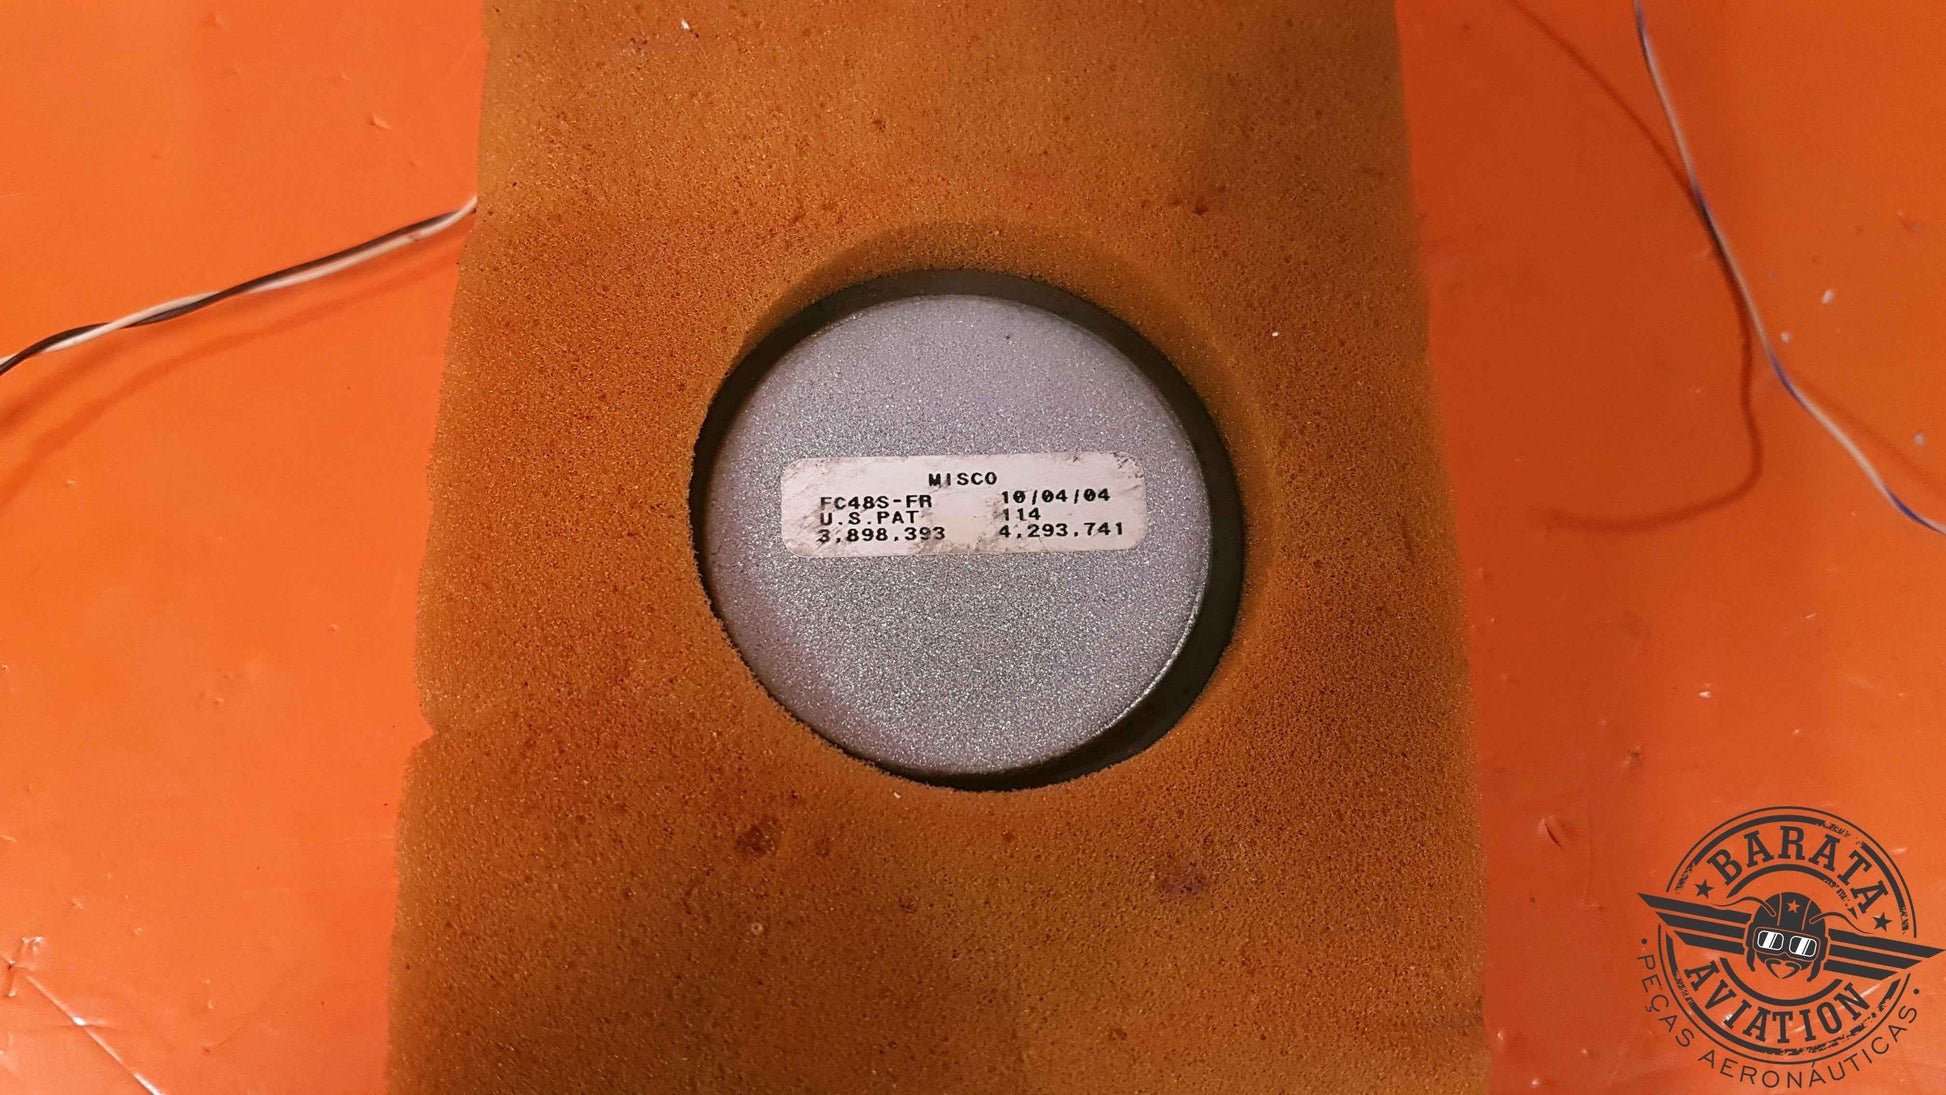 MISCO
FC48S-FR 10/04/04
U.S.PAT 114
3,898,393 4,293,741
BARATA
AVIATION
•PEÇAS AERONÁUTICAS•